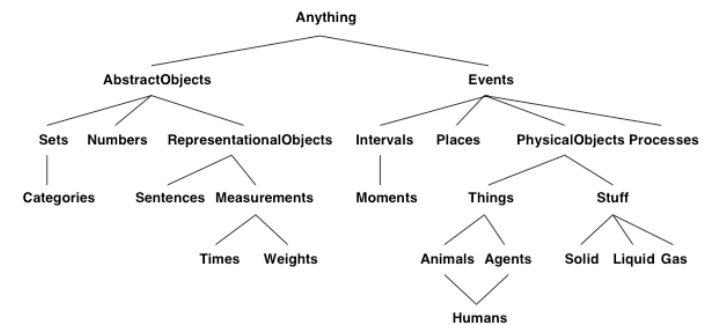 Anything
AbstractObjects Events
Sets Numbers RepresentationalObjects Intervals Places PhysicalObjects Processes
Categories Sentences Measurements Moments Things Stuff
Times Weights Animals Agents Solid Liquid Gas
Humans